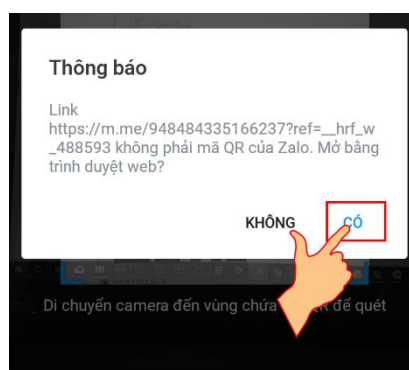 Thông báo
Link
https://m.me/948484335166237?ref=__hrf_w
_488593 không phải mã QR của Zalo. Mở bằng
trình duyệt web?
KHÔNG CÓ
Di chuyển camera đến vùng chứa để quét